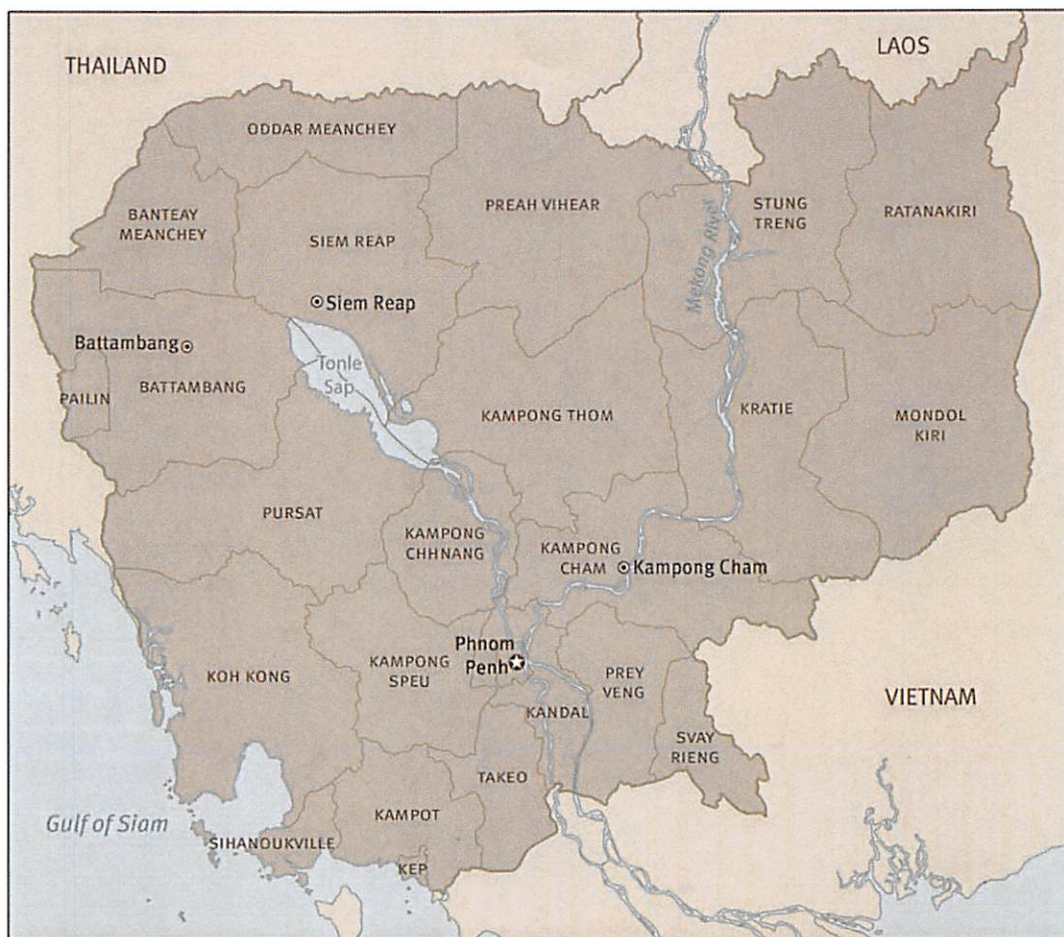 THAILAND
LAOS
ODDAR MEANCHEY
BANTEAY
MEANCHEY
SIEM REAP
PREAH VIHEAR
STUNG
TRENG
RATANAKIRI
Mekong River
Siem Reap
Battambang
Tonle
Sap
PAILIN
BATTAMBANG
KAMPONG THOM
KRATIE
MONDOL
KIRI
PURSAT
KAMPONG
CHHNANG
KAMPONG
CHAM
Kampong Cham
Phnom
Penh
KOH KONG
KAMPONG
SPEU
PREY
VENG
KANDAL
SVAY
RIENG
VIETNAM
TAKEO
Gulf of Siam
KAMPOT
SIHANOUKVILLE
KEP